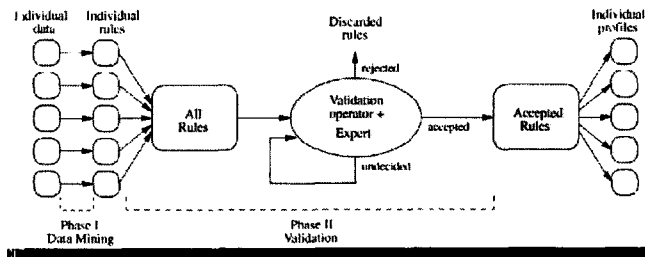 Individual
data
Individual
rules
Discarded
rules
Individual
profiles
rejected
All
Rules
Validation
operator +
Expert
accepted
Accepted
Rules
undecided
Phase I
Data Mining
Phase II
Validation